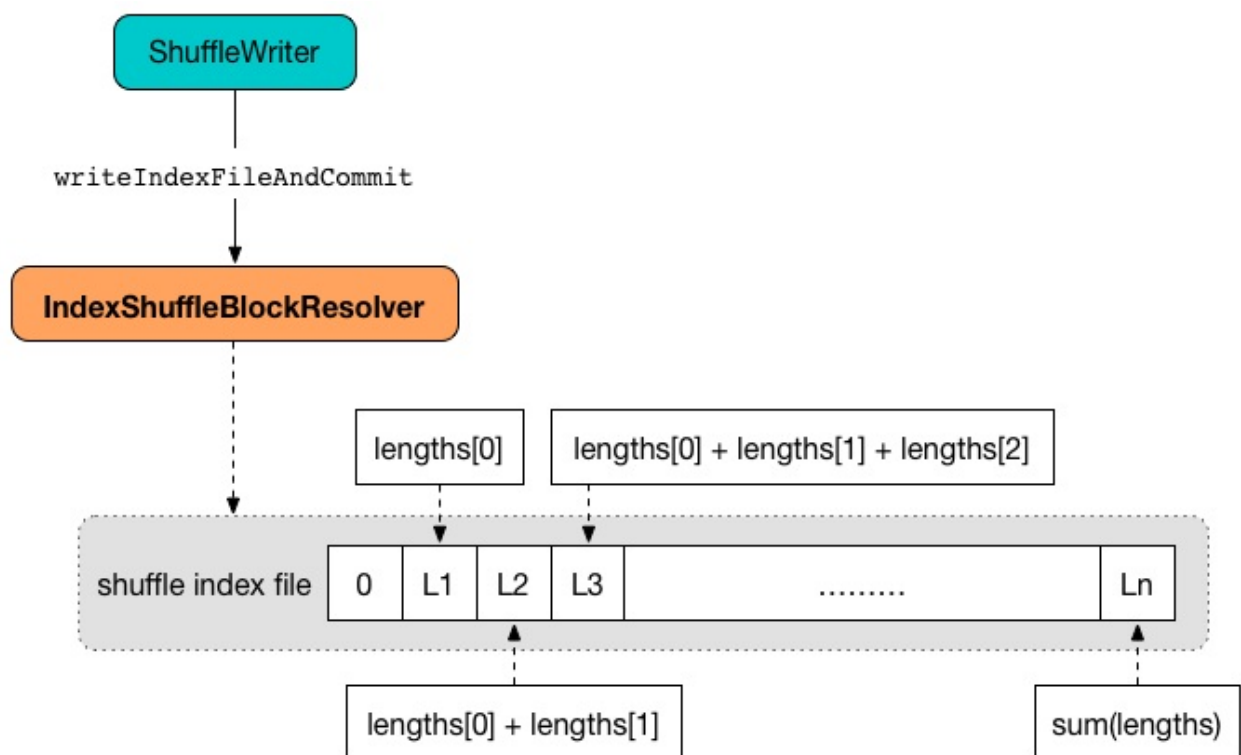 ShuffleWriter
writeIndexFileAndCommit
IndexShuffleBlockResolver
lengths[0]
lengths[0] + lengths[1] + lengths[2]
shuffle index file
0
L1
L2
L3
.........
Ln
lengths[0] + lengths[1]
sum(lengths)